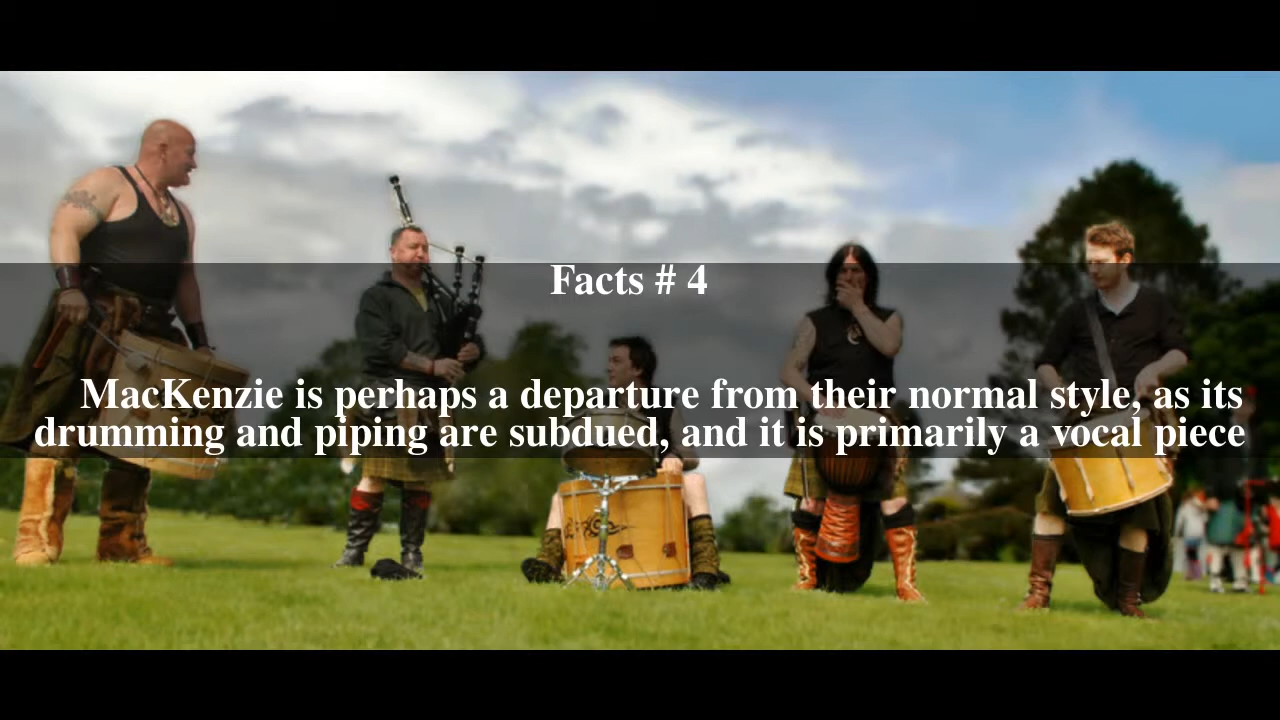 Facts # 4
MacKenzie is perhaps a departure from their normal style, as its
drumming and piping are subdued, and it is primarily a vocal piece